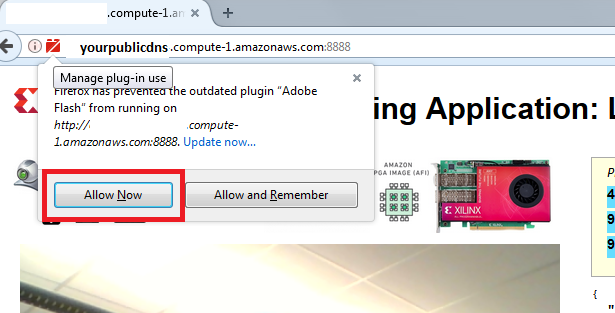 .compute-1.ama
yourpublicdns.compute-1.amazonaws.com:8888
Manage plug-in use
Firefox has prevented the outdated plugin "Adobe
Flash" from running on
http://            .compute-
1.amazonaws.com:8888. Update now...
Allow Now
Allow and Remember
ing Application: L
AMAZON
PGA IMAGE (AFI)
XILINX
P
4
9
9
{
"